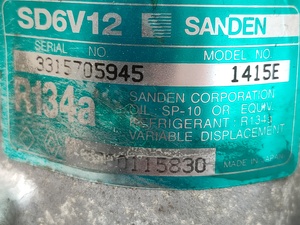 SD6V12 SANDEN
SERIAL NO MODEL NO
3315705945 1415E
R134a SANDEN CORPORATION
OIL SP-10 OR EQUIV.
REFRIGERANT: R134a
VARIABLE DISPLACEMENT
0115830 MADE IN JAPAN